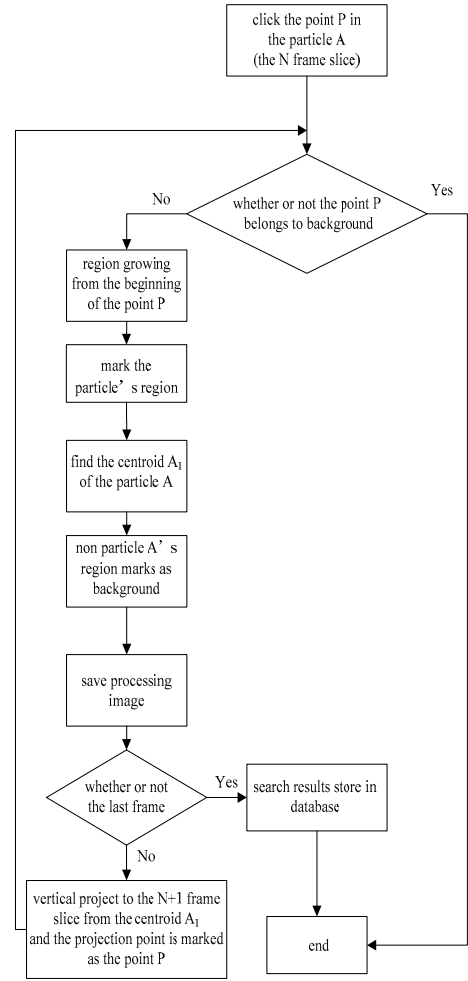 click the point P in
the particle A
(the N frame slice)
No
Yes
whether or not the point P
belongs to background
region growing
from the beginning
of the point P
mark the
particle’s region
find the centroid A_I
of the particle A
non particle A’s
region marks as
background
save processing
image
whether or not
the last frame
Yes
search results store in
database
No
vertical project to the N+1 frame
slice from the centroid A_I
and the projection point is marked
as the point P
end